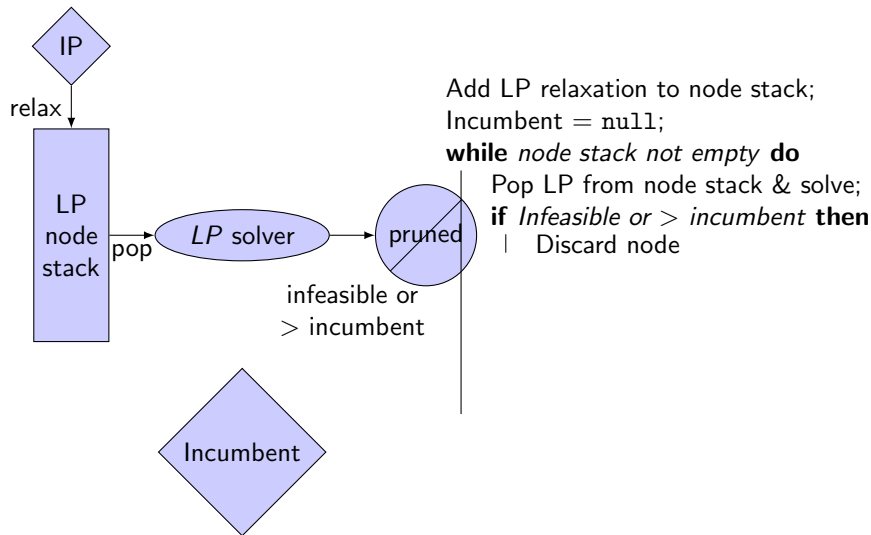 IP
relax
LP
node
stack
pop
LP solver
pruned
infeasible or
> incumbent
Incumbent
Add LP relaxation to node stack;
Incumbent = null;
while node stack not empty do
Pop LP from node stack & solve;
if Infeasible or > incumbent then
Discard node